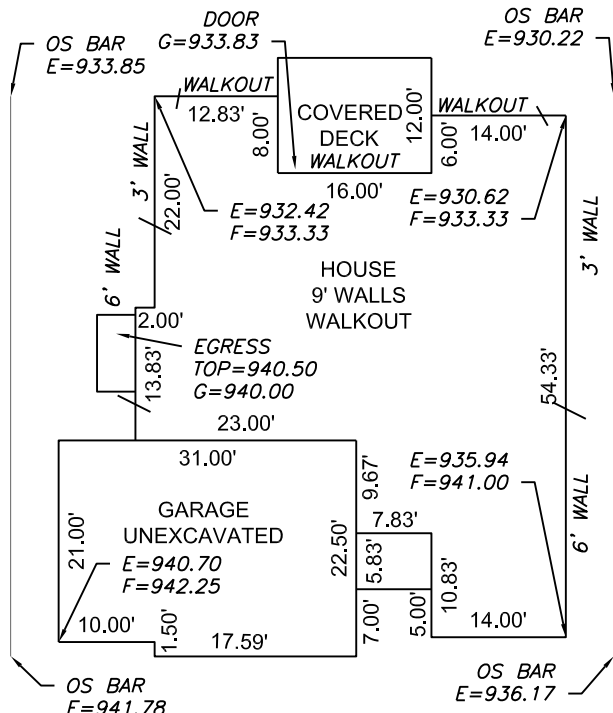 OS BAR
E=933.85
DOOR
G=933.83
OS BAR
E=930.22
WALKOUT
12.83'
8.00'
COVERED
DECK
12.00'
WALKOUT
16.00'
WALKOUT
14.00'
6.00'
3' WALL
22.00'
E=932.42
F=933.33
E=930.62
F=933.33
3' WALL
HOUSE
9' WALLS
WALKOUT
6' WALL
2.00'
13.83'
EGRESS
TOP=940.50
G=940.00
54.33'
23.00'
31.00'
9.67'
E=935.94
F=941.00
GARAGE
UNEXCAVATED
21.00'
22.50'
7.83'
5.83'
6' WALL
E=940.70
F=942.25
10.83'
10.00'
1.50'
17.59'
7.00'
5.00'
14.00'
OS BAR
E=941.78
OS BAR
E=936.17